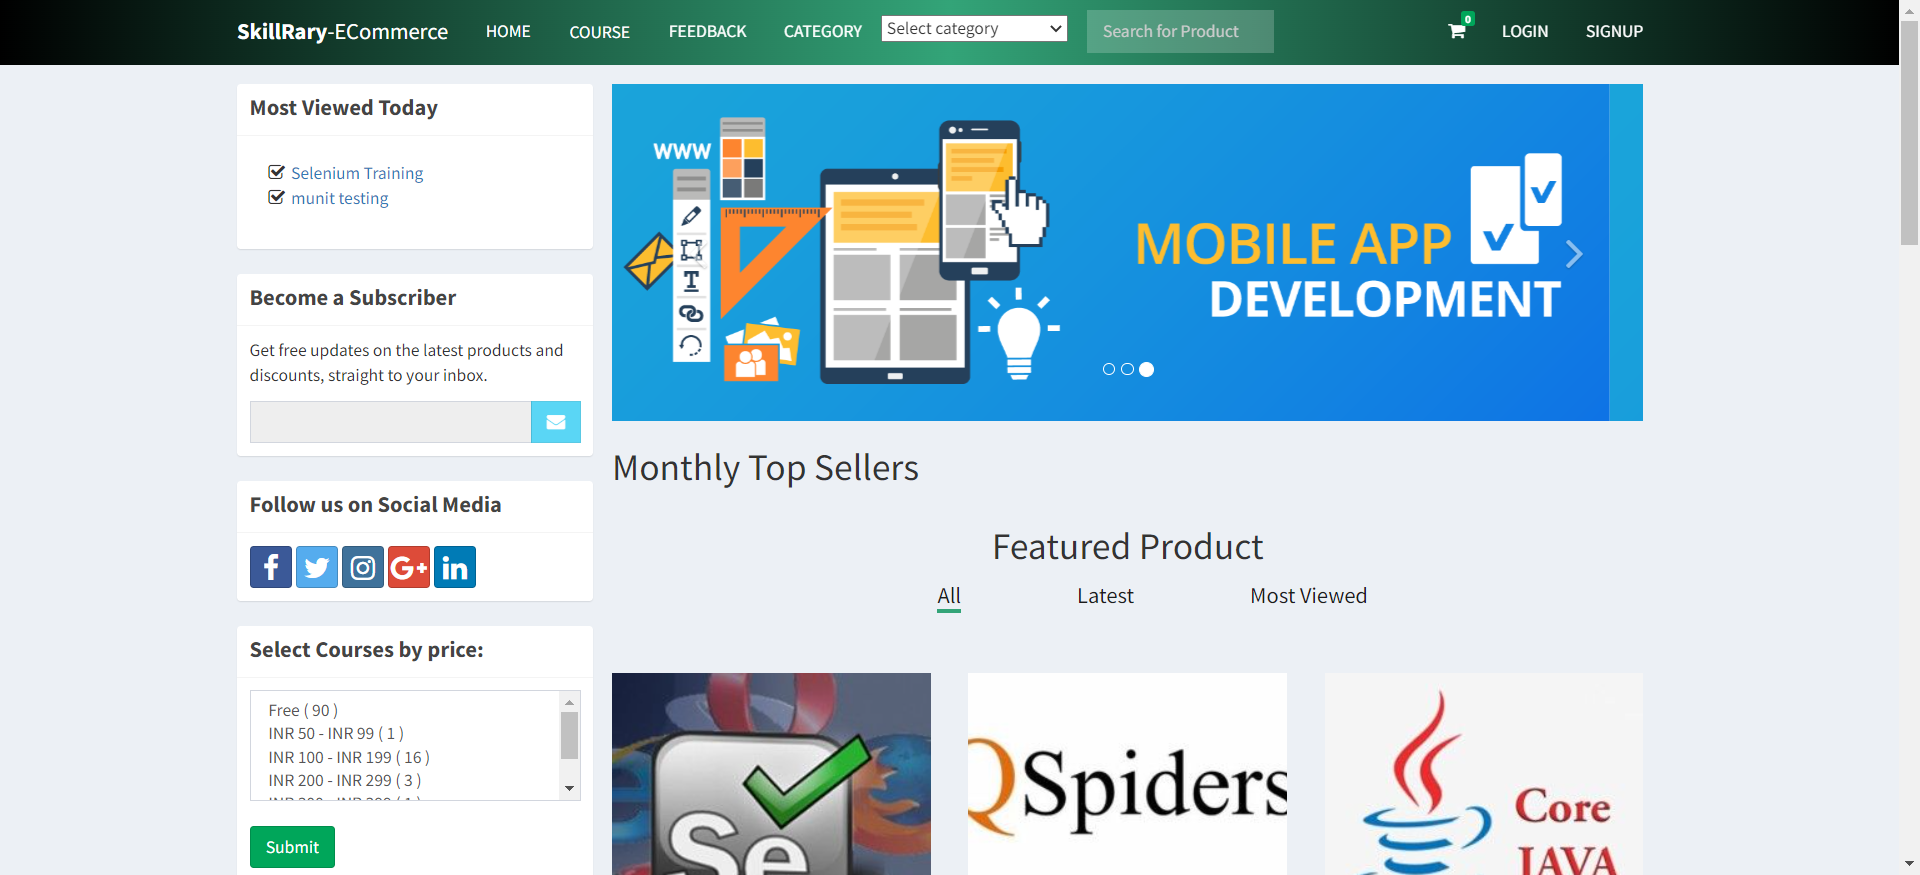 SkillRary-ECommerce HOME COURSE FEEDBACK CATEGORY Select category Search for Product 0 LOGIN SIGNUP
Most Viewed Today
Selenium Training
munit testing
Become a Subscriber
Get free updates on the latest products and
discounts, straight to your inbox.
Follow us on Social Media
f G+ in
Select Courses by price:
Free ( 90 )
INR 50 - INR 99 ( 1 )
INR 100 - INR 199 ( 16 )
INR 200 - INR 299 ( 3 )
Submit
WWW
T
MOBILE APP
DEVELOPMENT
Monthly Top Sellers
Featured Product
All Latest Most Viewed
Se
QSpiders
Core
JAVA